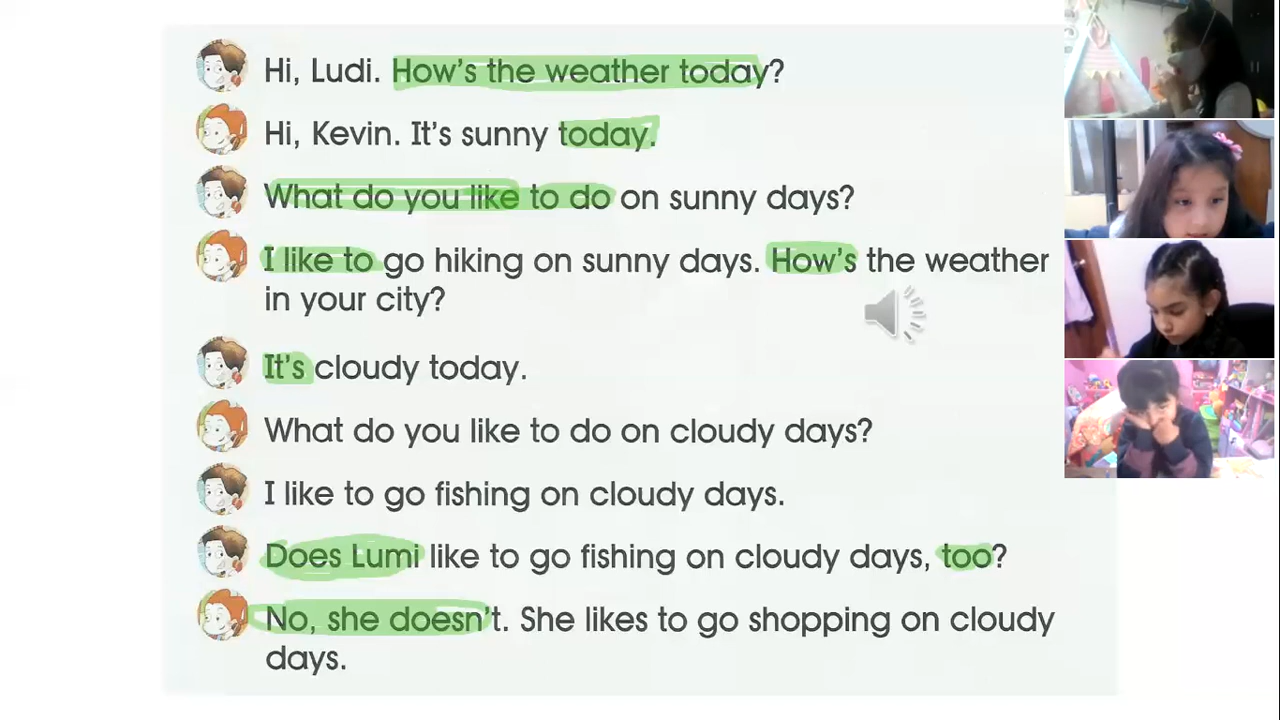 Hi, Ludi. How's the weather today?
Hi, Kevin. It's sunny today.
What do you like to do on sunny days?
I like to go hiking on sunny days. How's the weather
in your city?
It's cloudy today.
What do you like to do on cloudy days?
I like to go fishing on cloudy days.
Does Lumi like to go fishing on cloudy days, too?
No, she doesn't. She likes to go shopping on cloudy
days.